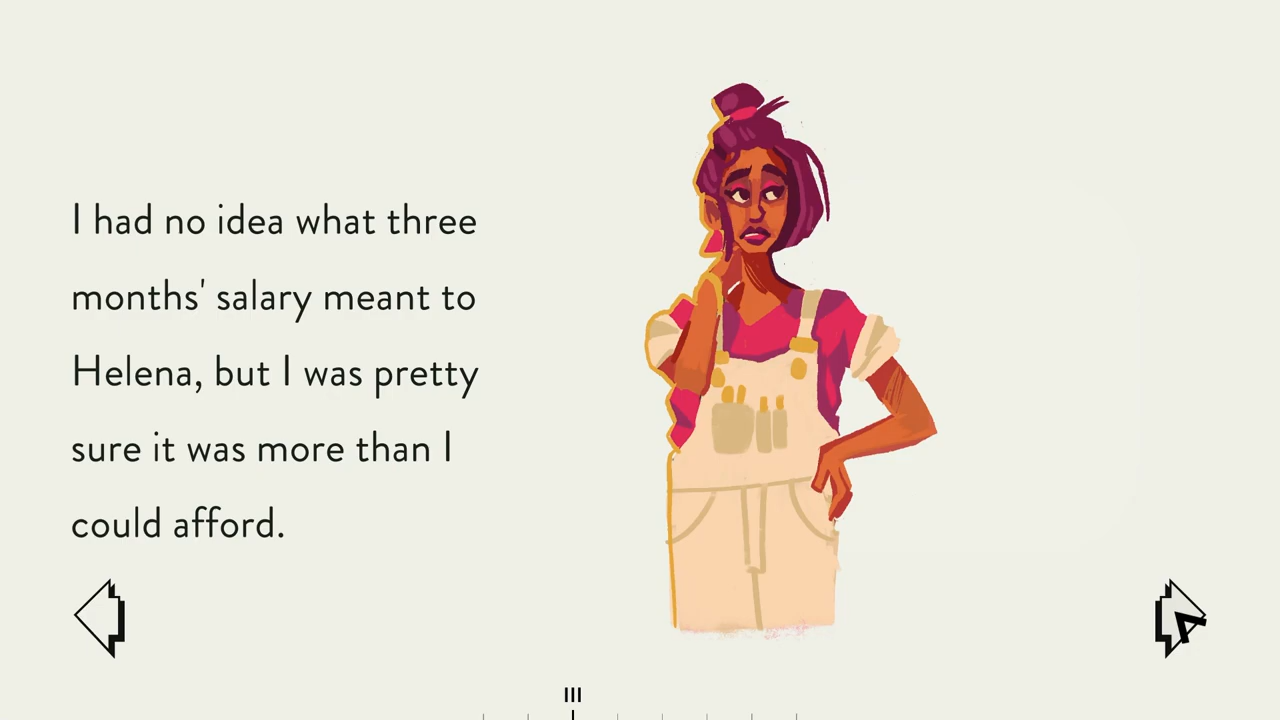 I had no idea what three
months' salary meant to
Helena, but I was pretty
sure it was more than I
could afford.
III